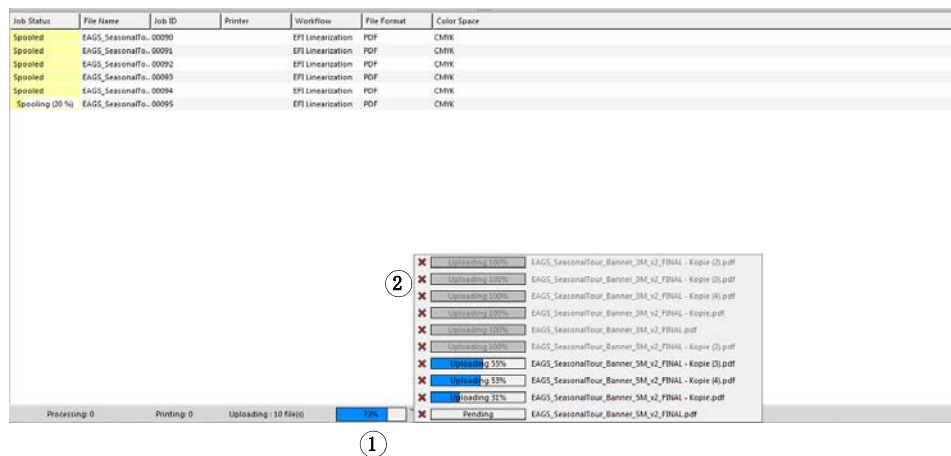 Job Status File Name Job ID Printer Workflow File Format Color Space
Spooled EAGS_SeasonalTo.. 00090 EFI Linearization PDF CMYK
Spooled EAGS_SeasonalTo.. 00091 EFI Linearization PDF CMYK
Spooled EAGS_SeasonalTo.. 00092 EFI Linearization PDF CMYK
Spooled EAGS_SeasonalTo.. 00093 EFI Linearization PDF CMYK
Spooled EAGS_SeasonalTo.. 00094 EFI Linearization PDF CMYK
Spooling (20 %) EAGS_SeasonalTo.. 00095 EFI Linearization PDF CMYK
Uploading 100% EAGS_SeasonalTour_Banner_3M_v2_FINAL - Kopie (2).pdf
2
Uploading 100% EAGS_SeasonalTour_Banner_3M_v2_FINAL - Kopie (3).pdf
Uploading 100% EAGS_SeasonalTour_Banner_3M_v2_FINAL - Kopie (4).pdf
Uploading 100% EAGS_SeasonalTour_Banner_3M_v2_FINAL - Kopie.pdf
Uploading 100% EAGS_SeasonalTour_Banner_3M_v2_FINAL.pdf
Uploading 100% EAGS_SeasonalTour_Banner_5M_v2_FINAL - Kopie (2).pdf
Uploading 55% EAGS_SeasonalTour_Banner_5M_v2_FINAL - Kopie (3).pdf
Uploading 53% EAGS_SeasonalTour_Banner_5M_v2_FINAL - Kopie (4).pdf
Uploading 31% EAGS_SeasonalTour_Banner_5M_v2_FINAL - Kopie.pdf
Processing: 0 Printing: 0 Uploading : 10 file(s) 73% Pending EAGS_SeasonalTour_Banner_5M_v2_FINAL.pdf
1